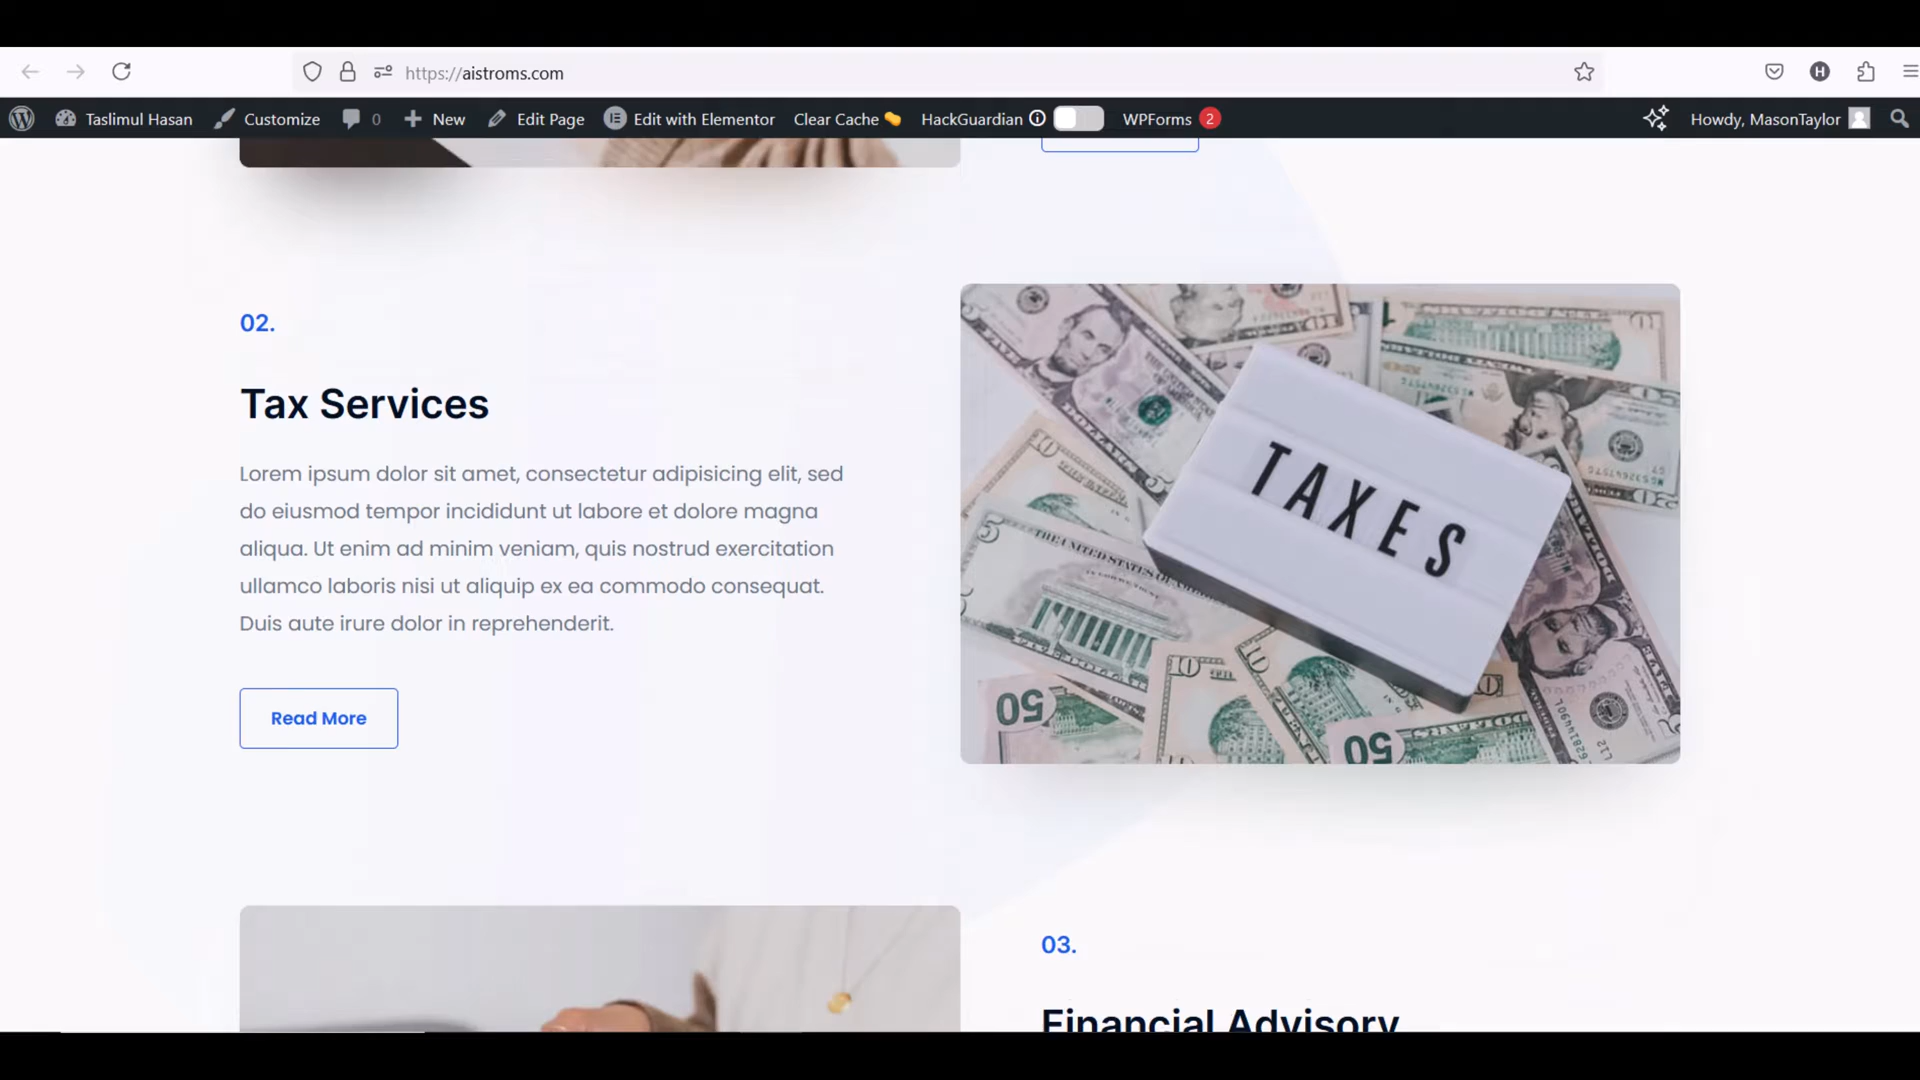 https://aistroms.com
Taslimul Hasan Customize 0 New Edit Page Edit with Elementor Clear Cache HackGuardian WPForms 2 Howdy, MasonTaylor
02.
Tax Services
Lorem ipsum dolor sit amet, consectetur adipisicing elit, sed
do eiusmod tempor incididunt ut labore et dolore magna
aliqua. Ut enim ad minim veniam, quis nostrud exercitation
ullamco laboris nisi ut aliquip ex ea commodo consequat.
Duis aute irure dolor in reprehenderit.
Read More
TAXES
50
50
10
03.
Financial Advisory